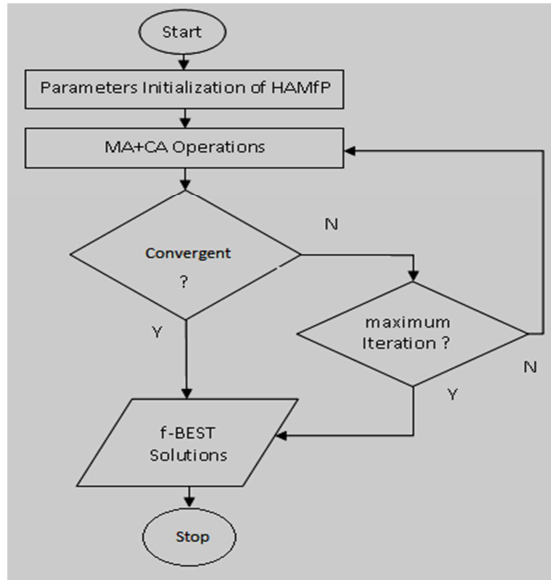 Start
Parameters Initialization of HAMfP
MA+CA Operations
Convergent
?
N
Y
maximum
Iteration ?
N
Y
f-BEST
Solutions
Stop